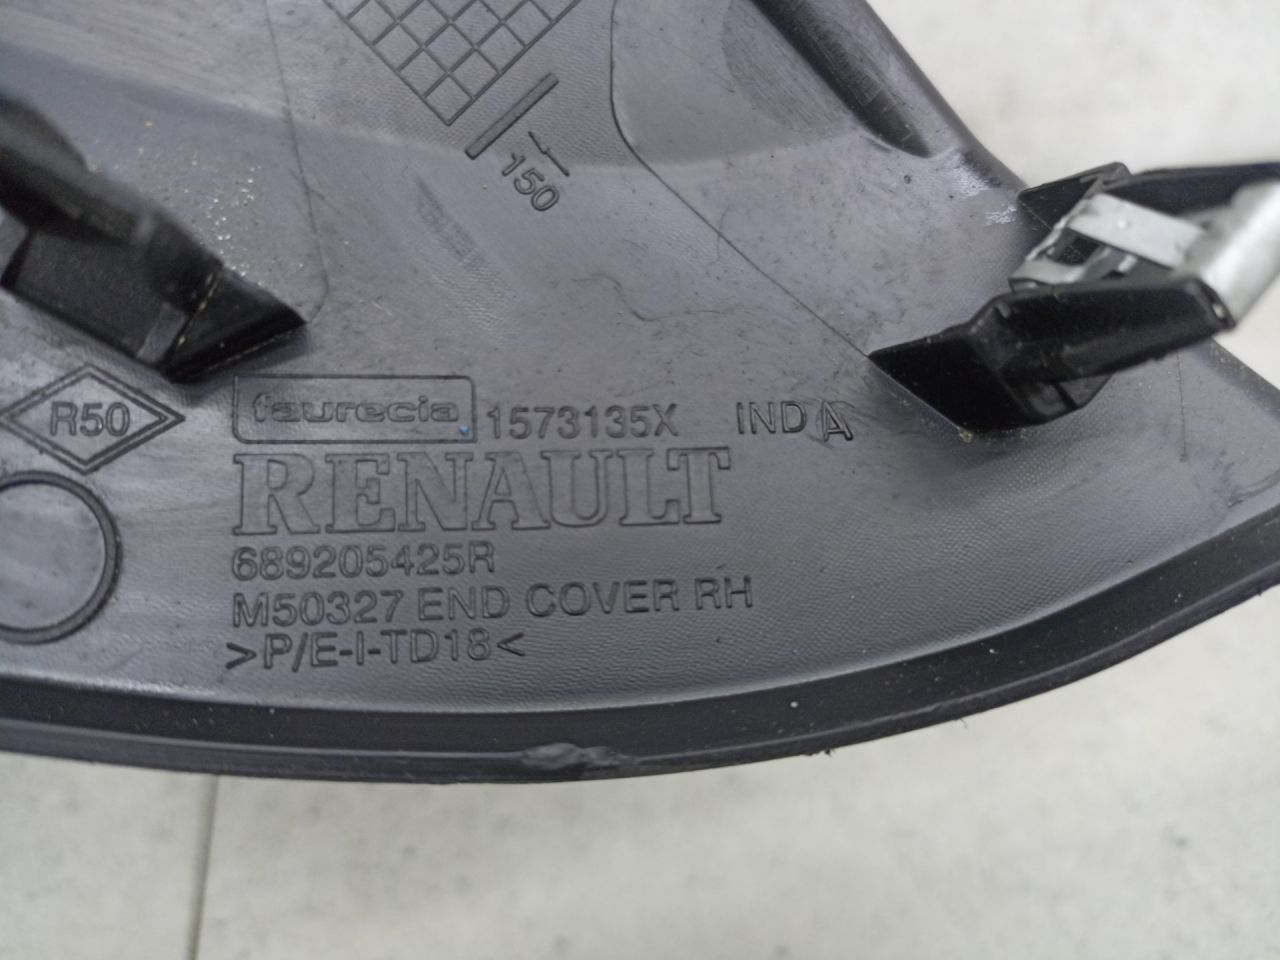 150
R50
faurecia 1573135X IND A
RENAULT
689205425R
M50327 END COVER RH
>P/E-I-TD18<